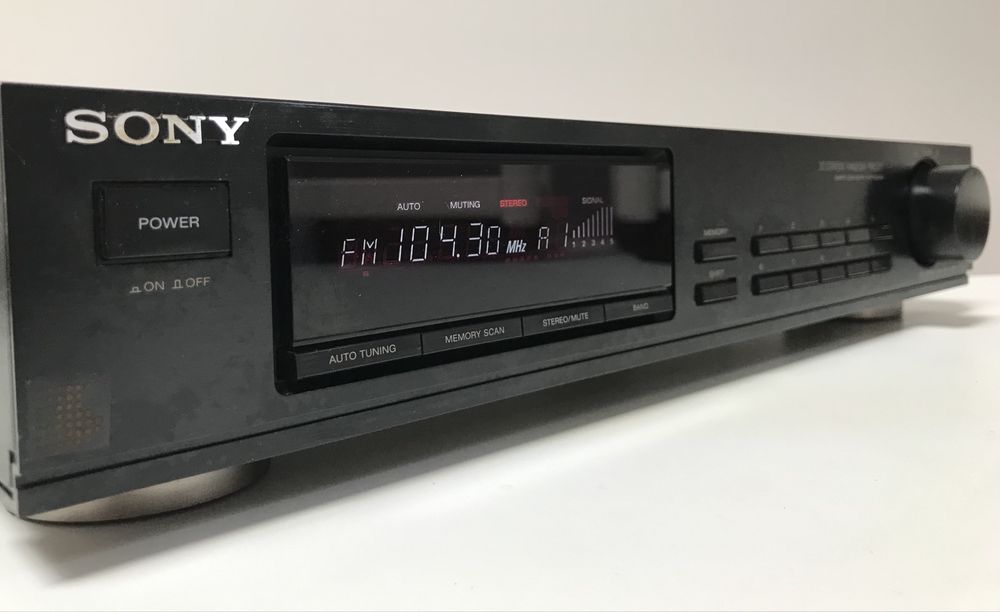 SONY
POWER
ON OFF
AUTO MUTING STEREO SIGNAL
FM 104.30 MHz A1
1 2 3 4 5
AUTO TUNING MEMORY SCAN STEREO/MUTE BAND
MEMORY
SHIFT